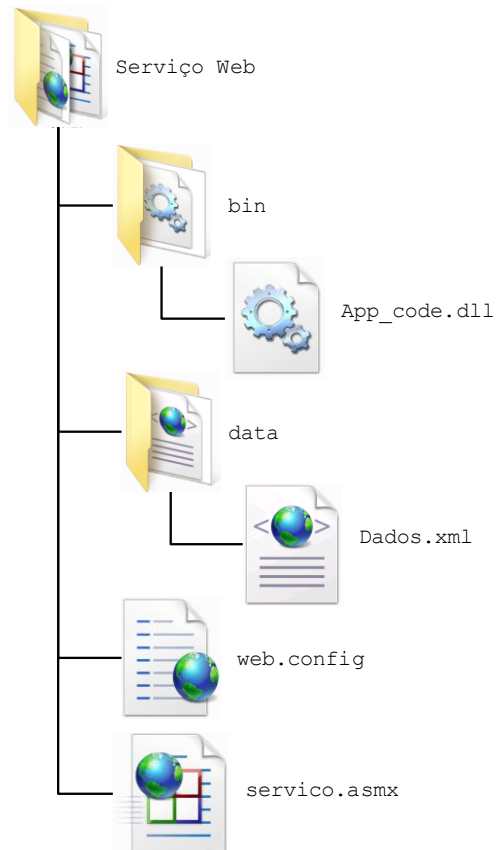 Serviço Web
bin
App_code.dll
data
Dados.xml
web.config
servico.asmx